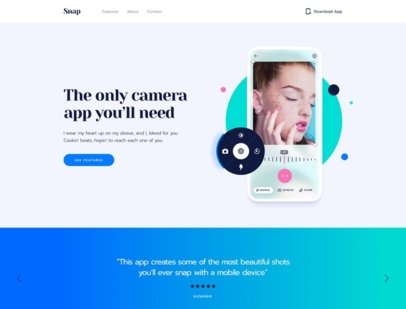 Snap
Features
About
Contact
Download App
The only camera
app you'll need
I wear my heart up on my sleeve, and I, bleed for you
Cookin' beats, hopin' to reach each one of you.
SEE FEATURES
"This app creates some of the most beautiful shots
you'll ever snap with a mobile device"